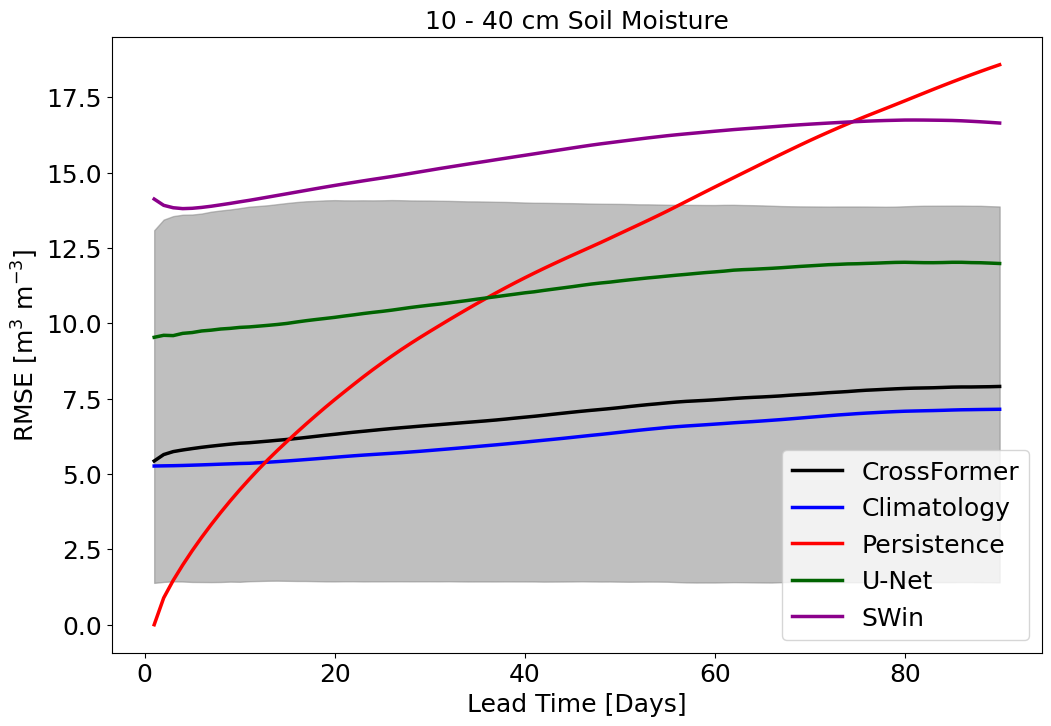 10 - 40 cm Soil Moisture
RMSE [m³ m⁻³]
17.5
15.0
12.5
10.0
7.5
5.0
2.5
0.0
CrossFormer
Climatology
Persistence
U-Net
SWin
0 20 40 60 80
Lead Time [Days]